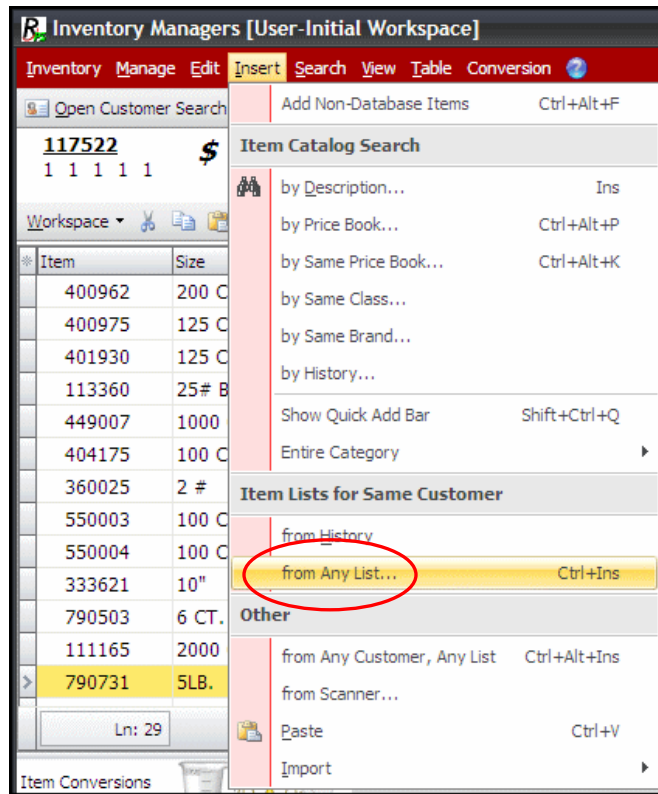 Inventory Managers [User-Initial Workspace]
Inventory Manage Edit Insert Search View Table Conversion
Open Customer Search
117522 $
1 1 1 1 1
Workspace
Item Size
400962 200 C
400975 125 C
401930 125 C
113360 25# B
449007 1000
404175 100 C
360025 2 #
550003 100 C
550004 100 C
333621 10"
790503 6 CT.
111165 2000
790731 5LB.
Ln: 29
Item Conversions
Add Non-Database Items Ctrl+Alt+F
Item Catalog Search
by Description... Ins
by Price Book... Ctrl+Alt+P
by Same Price Book... Ctrl+Alt+K
by Same Class...
by Same Brand...
by History...
Show Quick Add Bar Shift+Ctrl+Q
Entire Category
Item Lists for Same Customer
from History
from Any List... Ctrl+Ins
Other
from Any Customer, Any List Ctrl+Alt+Ins
from Scanner...
Paste Ctrl+V
Import